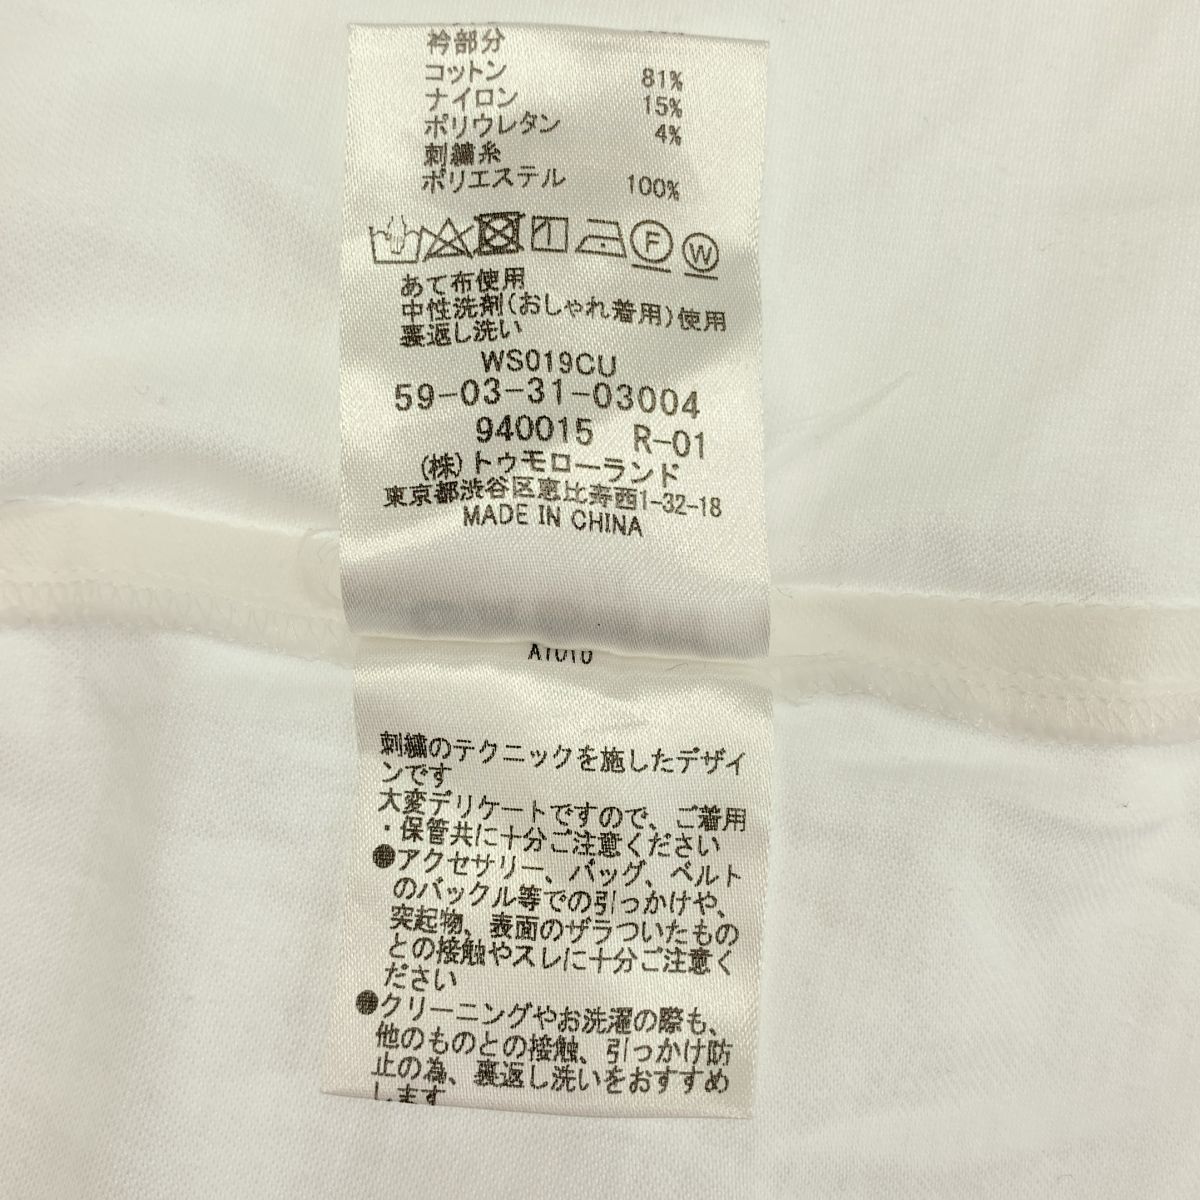 衿部分
コットン 81%
ナイロン 15%
ポリウレタン 4%
刺繍糸
ポリエステル 100%
F W
あて布使用
中性洗剤(おしゃれ着用)使用
裏返し洗い
WS019CU
59-03-31-03004
940015 R-01
(株)トゥモローランド
東京都渋谷区恵比寿西1-32-18
MADE IN CHINA
刺繍のテクニックを施したデザイ
ンです
大変デリケートですので、ご着用
・保管共に十分ご注意ください
●アクセサリー、バッグ、ベルト
のバックル等での引っかけや、
突起物、表面のザラついたもの
との接触やスレに十分ご注意く
ださい
●クリーニングやお洗濯の際も、
他のものとの接触、引っかけ防
止の為、裏返し洗いをおすすめ
します